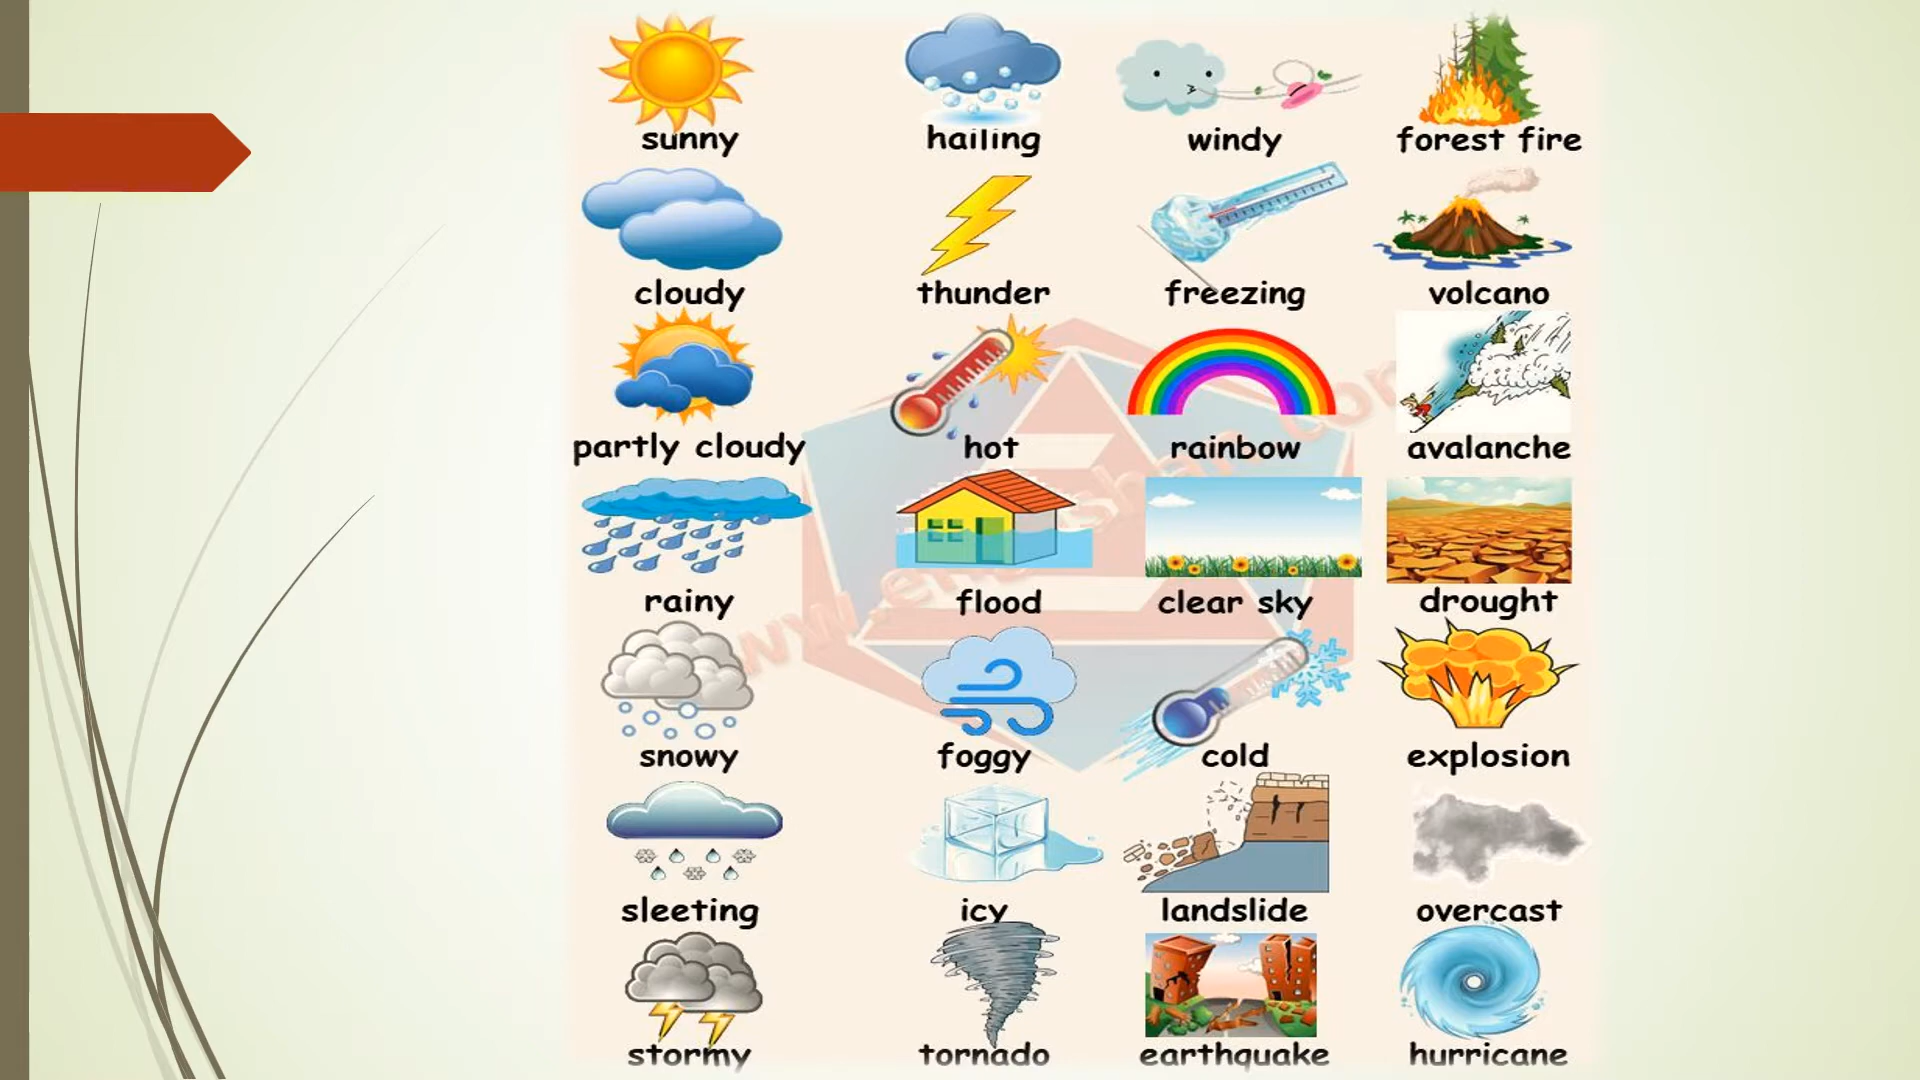 sunny hailing windy forest fire
cloudy thunder freezing volcano
partly cloudy hot rainbow avalanche
rainy flood clear sky drought
snowy foggy cold explosion
sleeting icy landslide overcast
stormy tornado earthquake hurricane